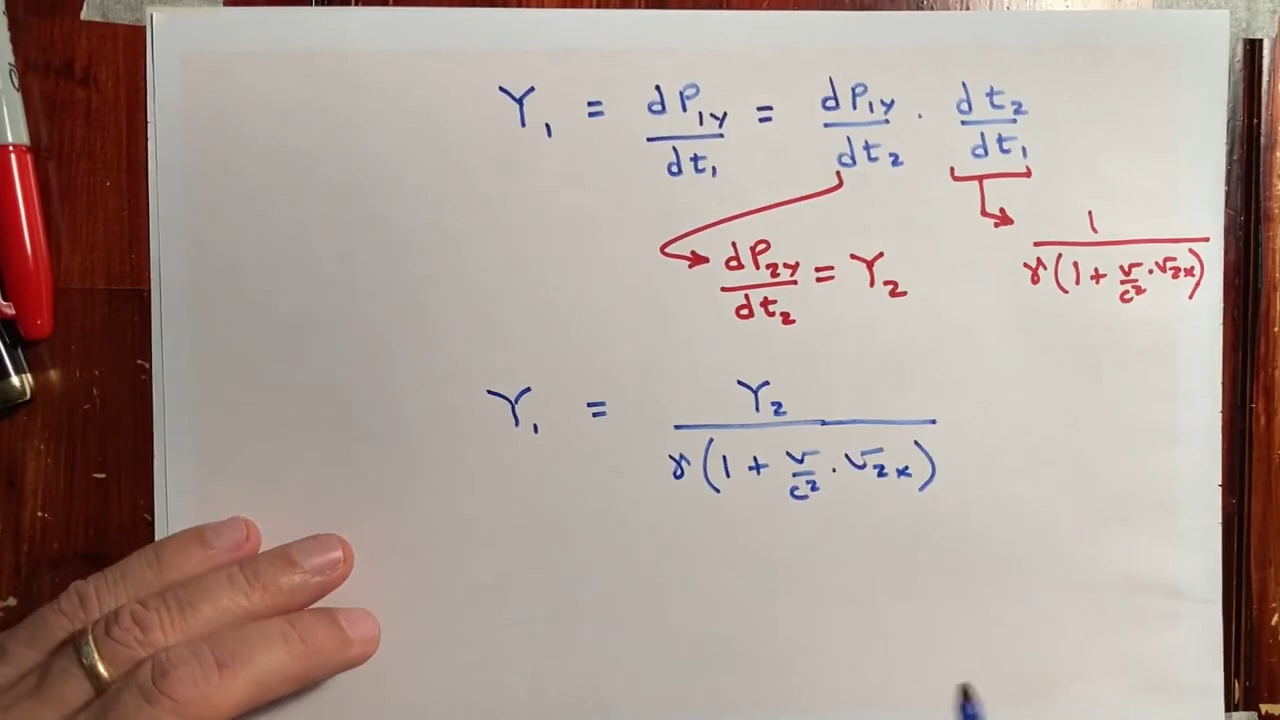 Y₁ = dP₁y/dt₁ = dP₁y/dt₂ · dt₂/dt₁
dP₂y/dt₂ = Y₂
1/γ(1 + v/c² · v₂ₓ)
Y₁ = Y₂/γ(1 + v/c² · v₂ₓ)